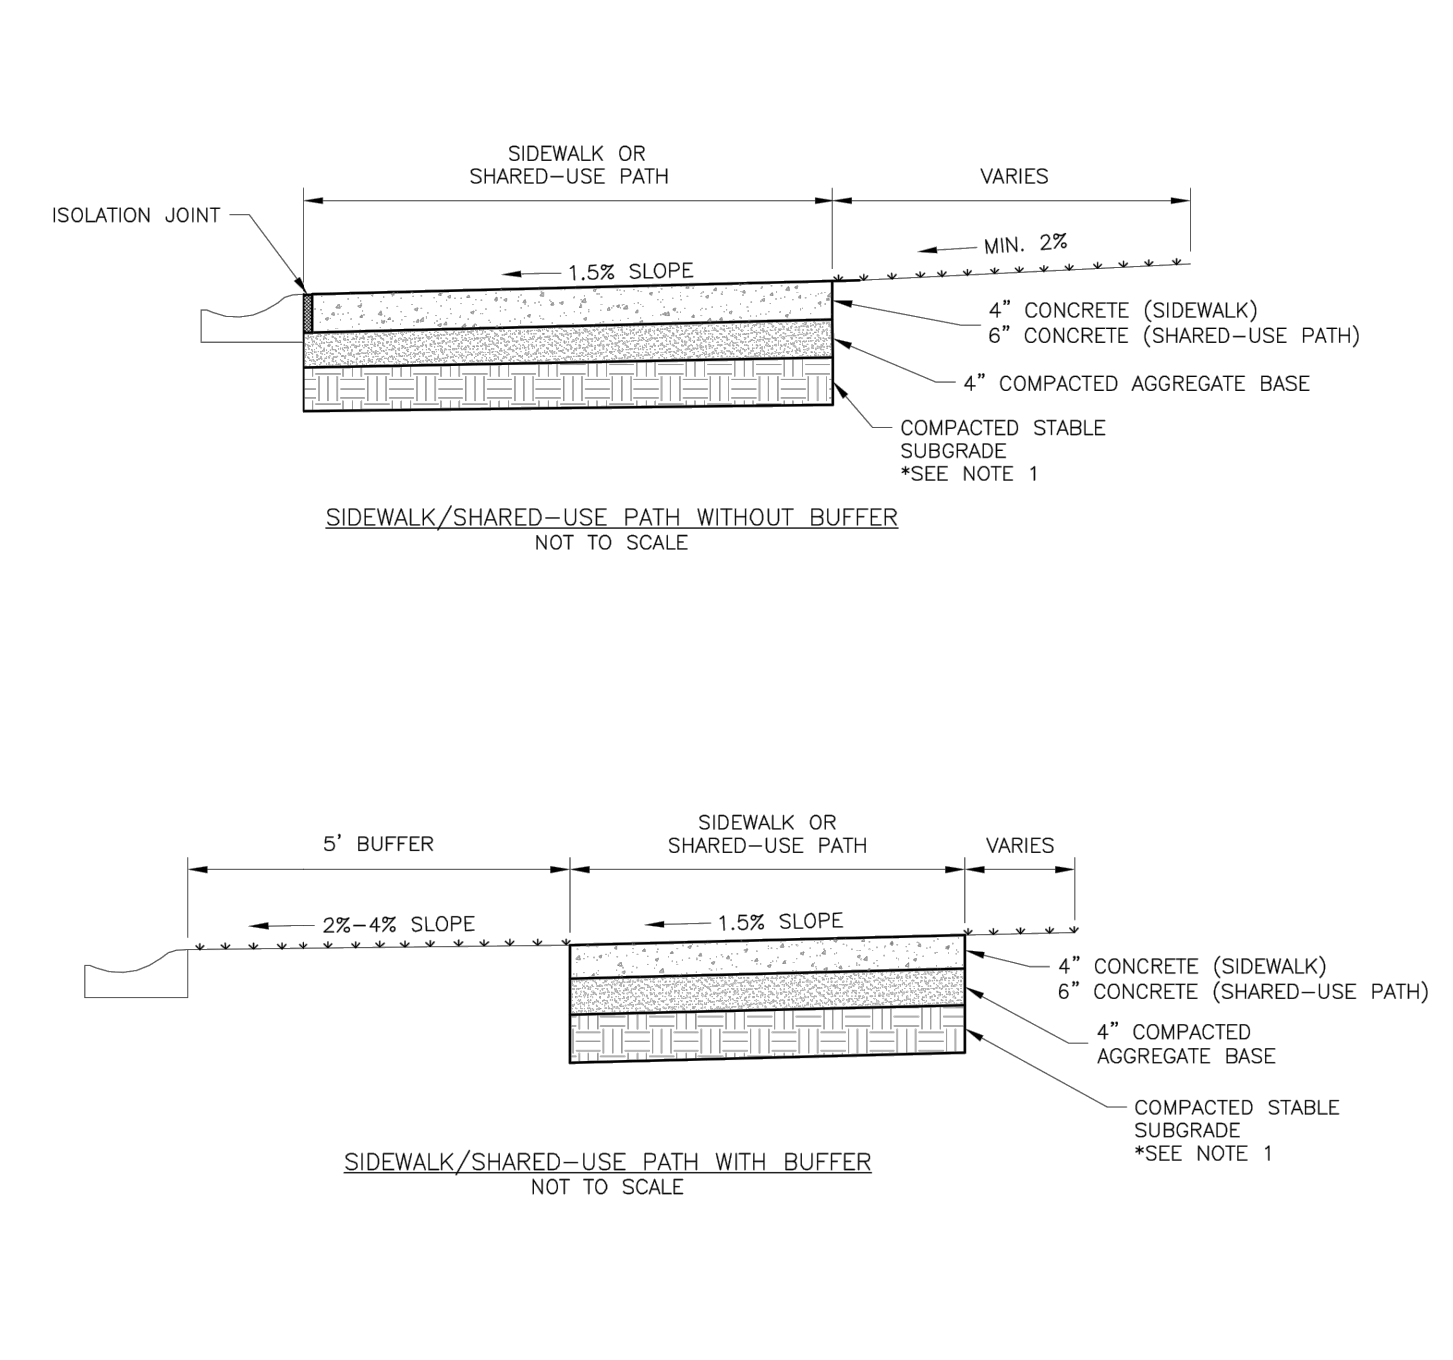 SIDEWALK OR
SHARED-USE PATH
VARIES
ISOLATION JOINT
MIN. 2%
1.5% SLOPE
4" CONCRETE (SIDEWALK)
6" CONCRETE (SHARED-USE PATH)
4" COMPACTED AGGREGATE BASE
COMPACTED STABLE
SUBGRADE
*SEE NOTE 1
SIDEWALK/SHARED-USE PATH WITHOUT BUFFER
NOT TO SCALE
5' BUFFER
SIDEWALK OR
SHARED-USE PATH
VARIES
2%-4% SLOPE
1.5% SLOPE
4" CONCRETE (SIDEWALK)
6" CONCRETE (SHARED-USE PATH)
4" COMPACTED
AGGREGATE BASE
COMPACTED STABLE
SUBGRADE
*SEE NOTE 1
SIDEWALK/SHARED-USE PATH WITH BUFFER
NOT TO SCALE